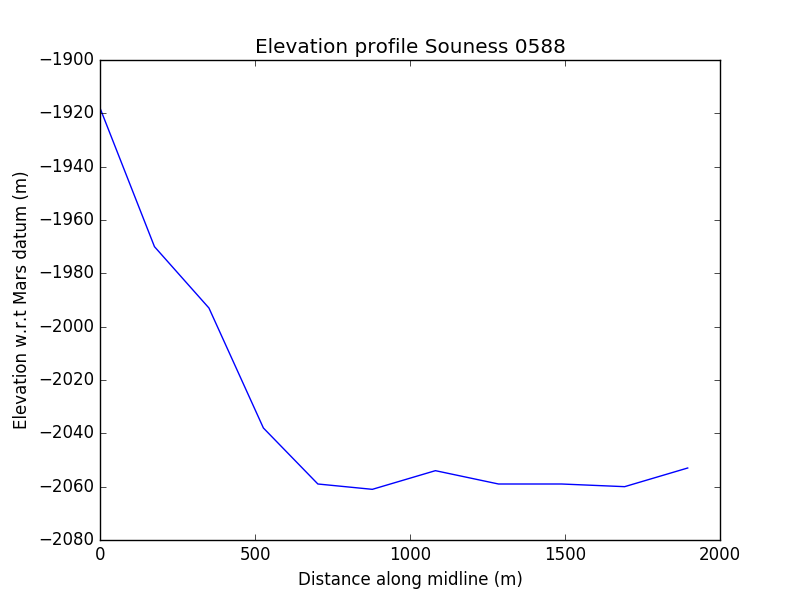 Elevation profile Souness 0588
−1900
−1920
−1940
−1960
−1980
−2000
−2020
−2040
−2060
−2080
Elevation w.r.t Mars datum (m)
0 500 1000 1500 2000
Distance along midline (m)